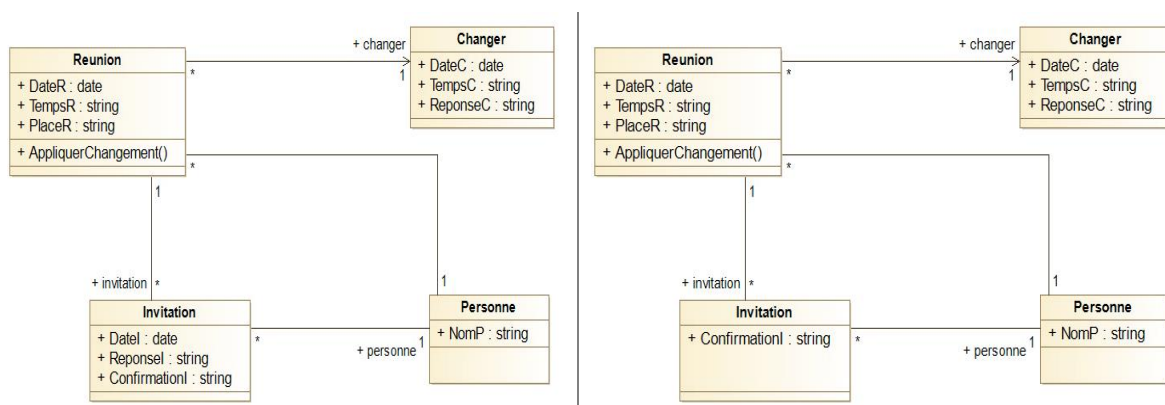 Changer
+ DateC : date
+ TempsC : string
+ ReponseC : string
+ changer
1
*
Reunion
+ DateR : date
+ TempsR : string
+ PlaceR : string
+ AppliquerChangement()
*
1
+ invitation
*
1
Invitation
+ DateI : date
+ ReponseI : string
+ ConfirmationI : string
*
1
+ personne
Personne
+ NomP : string
Changer
+ DateC : date
+ TempsC : string
+ ReponseC : string
+ changer
1
*
Reunion
+ DateR : date
+ TempsR : string
+ PlaceR : string
+ AppliquerChangement()
*
1
+ invitation
*
1
Invitation
+ ConfirmationI : string
*
1
+ personne
Personne
+ NomP : string